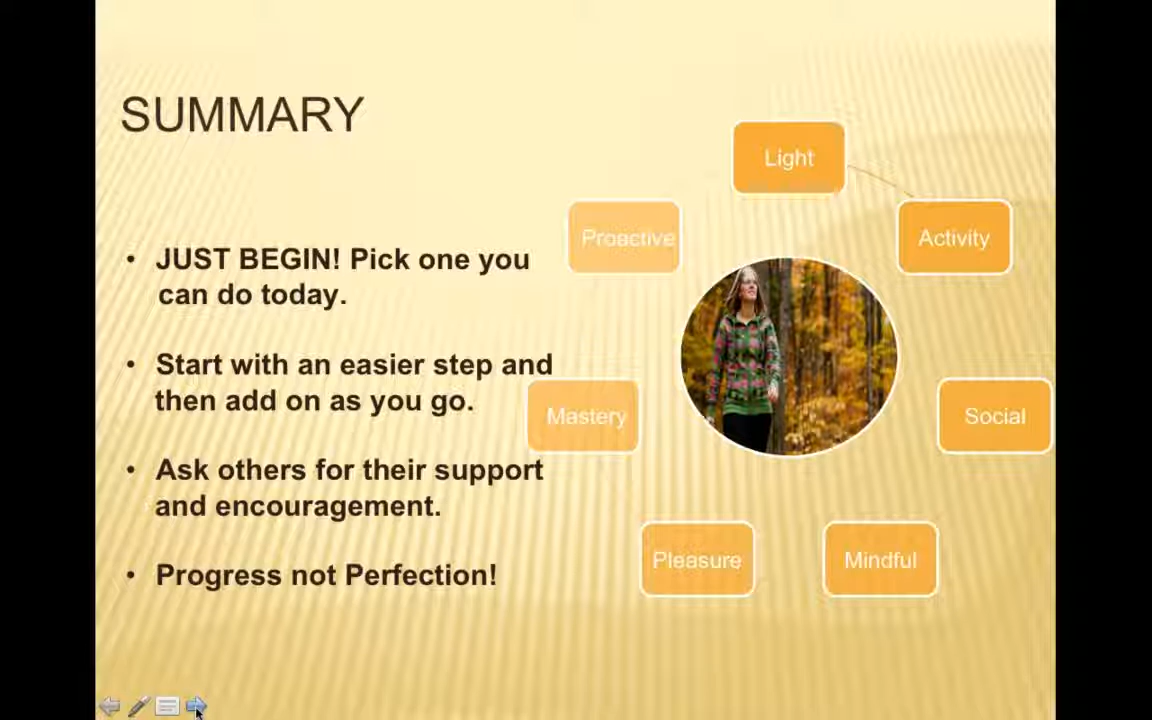 SUMMARY
• JUST BEGIN! Pick one you
can do today.
• Start with an easier step and
then add on as you go.
• Ask others for their support
and encouragement.
• Progress not Perfection!
Light
Activity
Social
Mindful
Pleasure
Mastery
Proactive